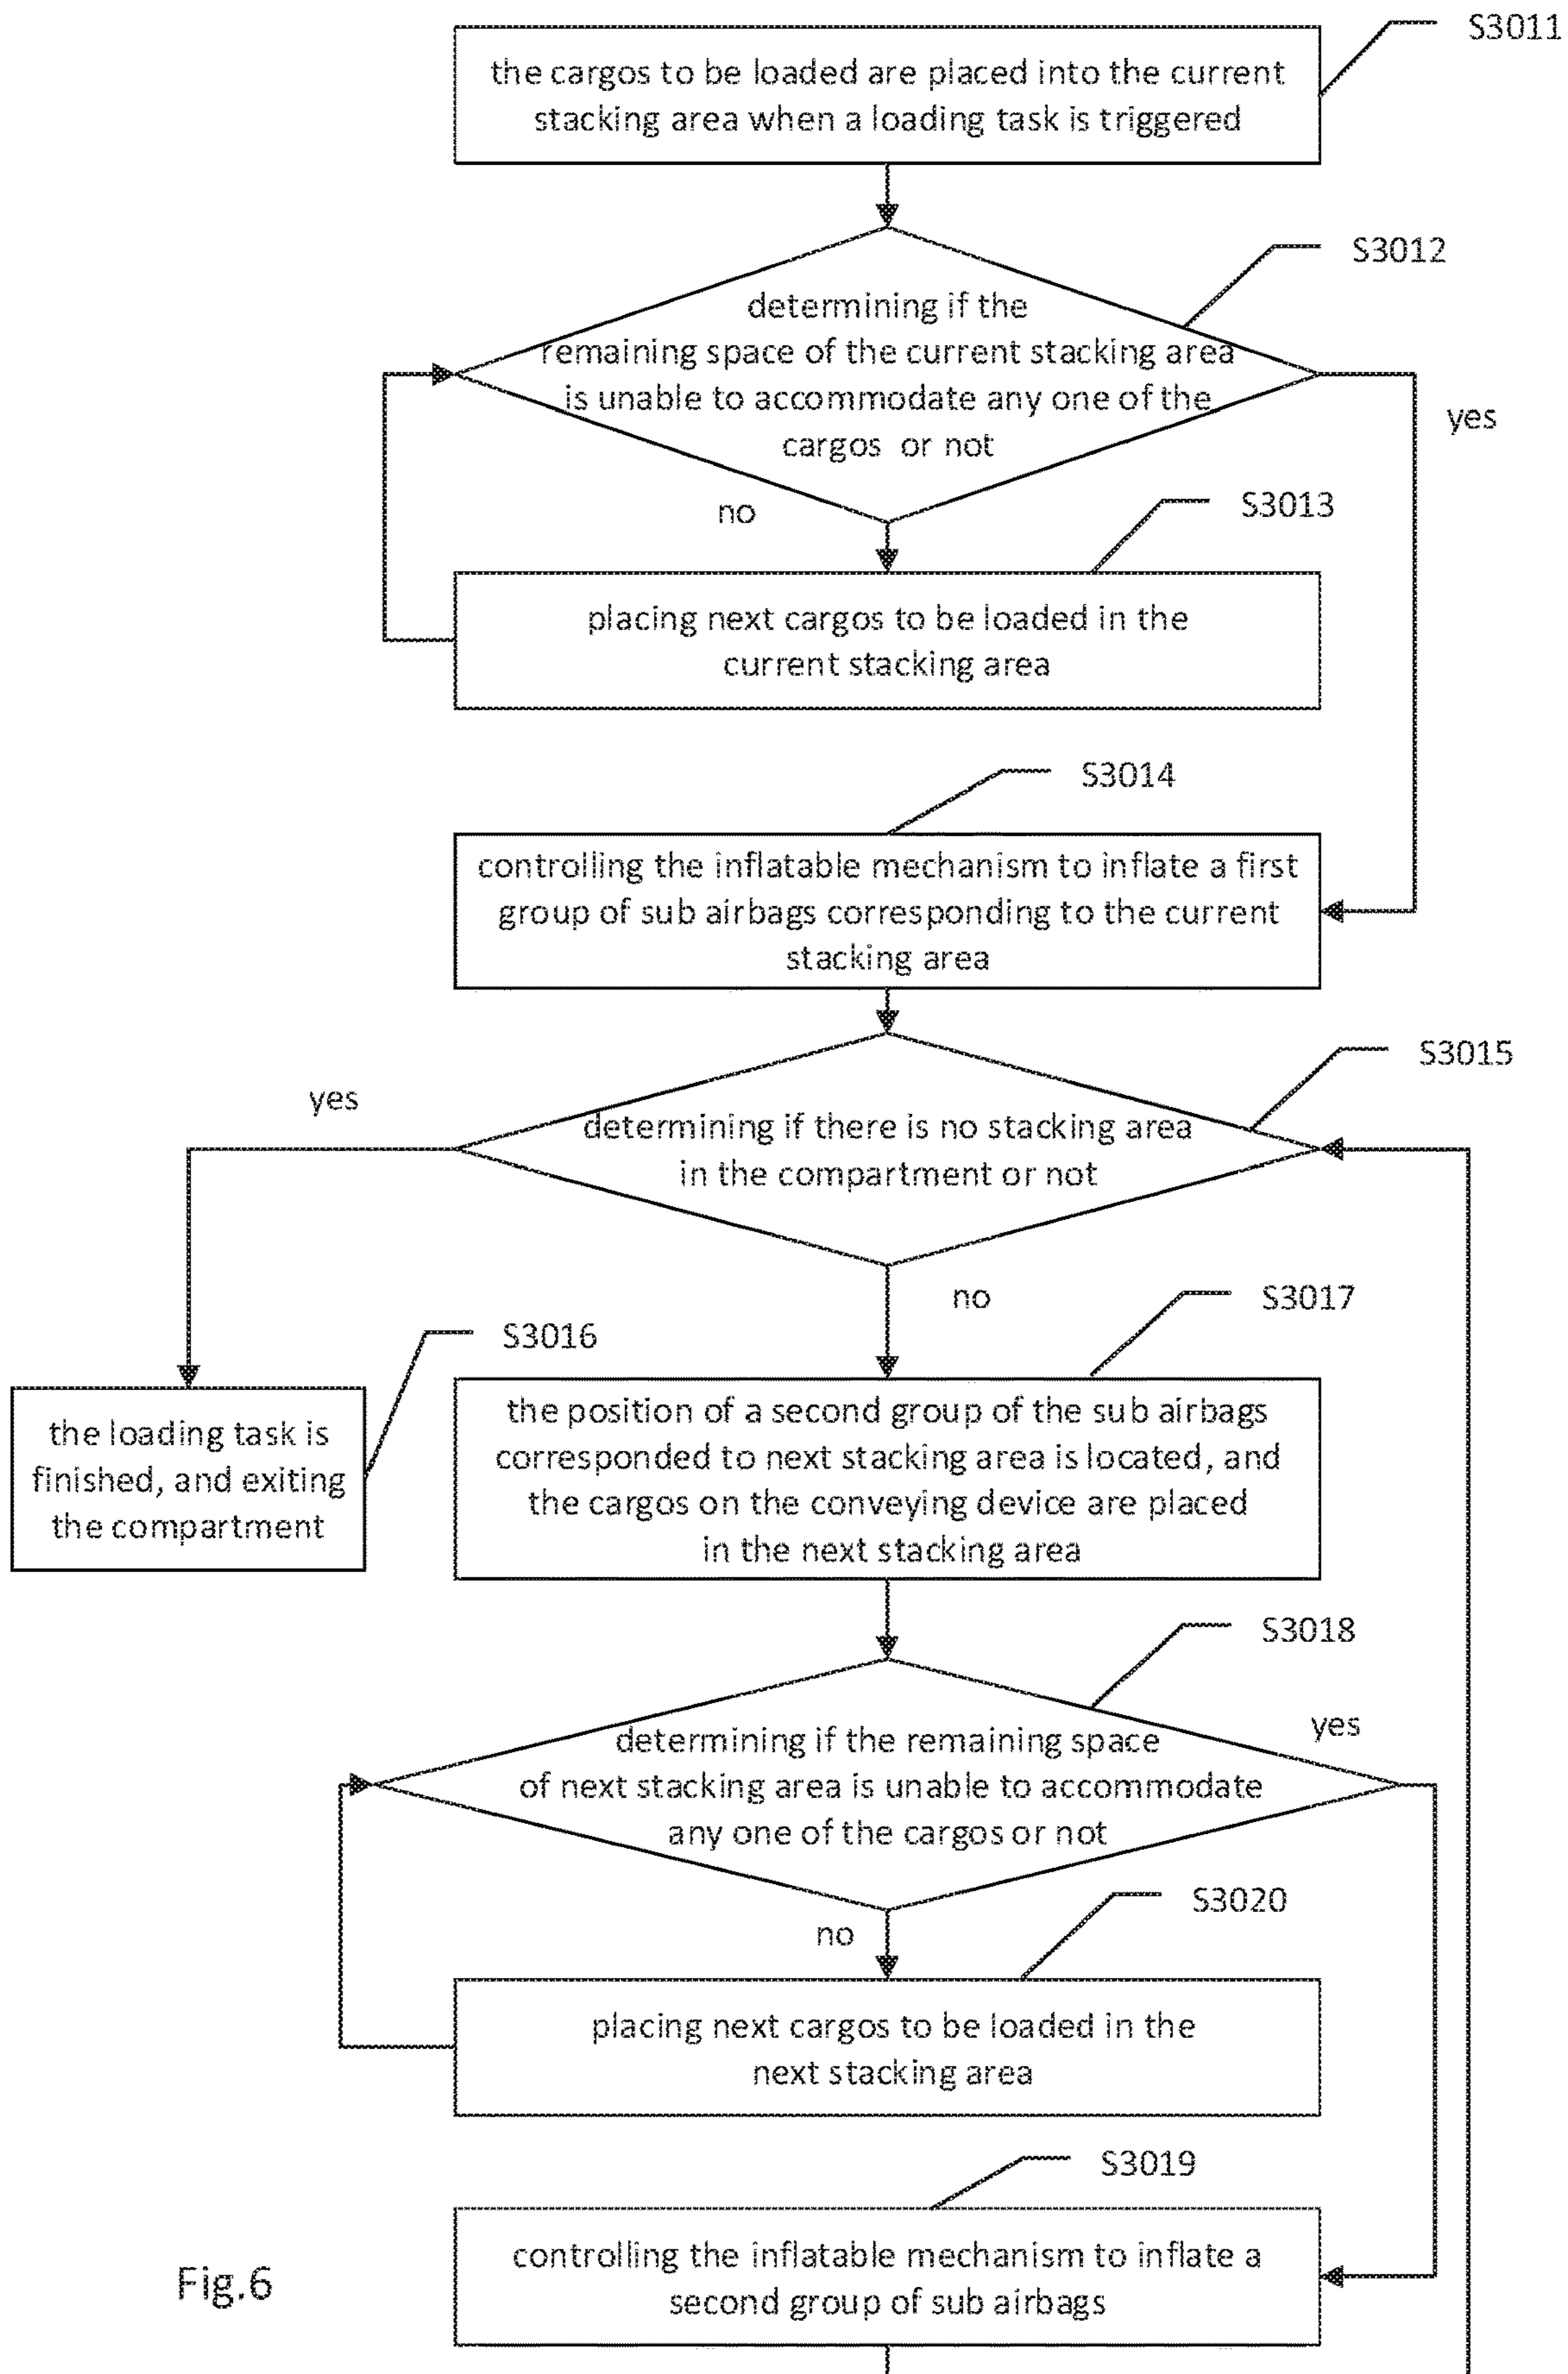 S3011
the cargos to be loaded are placed into the current
stacking area when a loading task is triggered
S3012
determining if the
remaining space of the current stacking area
is unable to accommodate any one of the
cargos or not
yes
no
S3013
placing next cargos to be loaded in the
current stacking area
S3014
controlling the inflatable mechanism to inflate a first
group of sub airbags corresponding to the current
stacking area
S3015
yes
determining if there is no stacking area
in the compartment or not
no
S3017
S3016
the loading task is
finished, and exiting
the compartment
the position of a second group of the sub airbags
corresponded to next stacking area is located, and
the cargos on the conveying device are placed
in the next stacking area
S3018
yes
determining if the remaining space
of next stacking area is unable to accommodate
any one of the cargos or not
S3020
no
placing next cargos to be loaded in the
next stacking area
S3019
controlling the inflatable mechanism to inflate a
second group of sub airbags
Fig.6